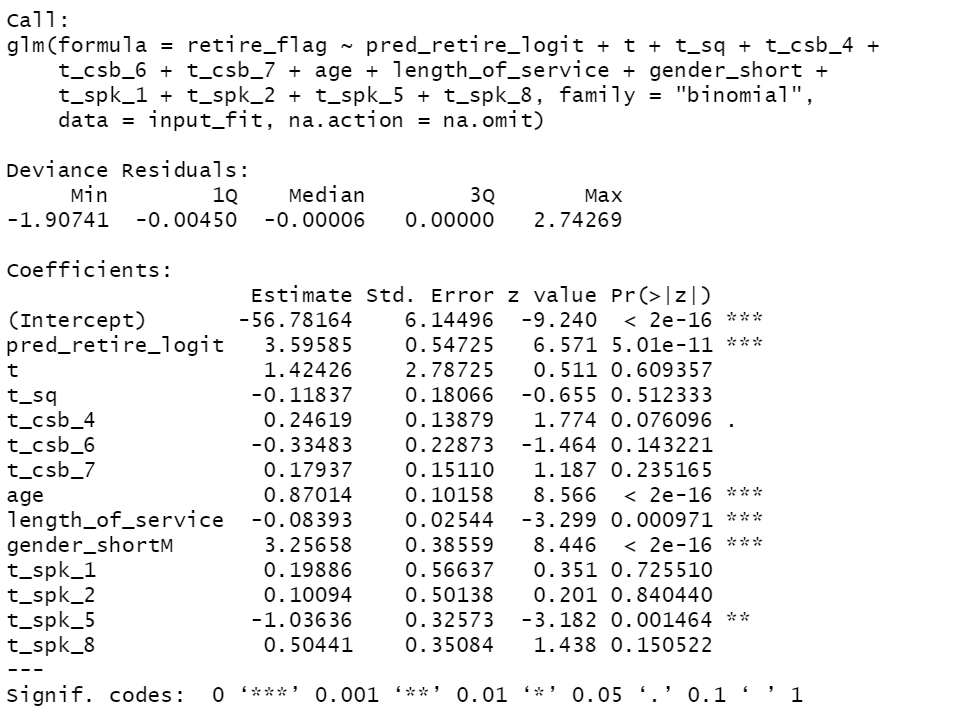 Call:
glm(formula = retire_flag ~ pred_retire_logit + t + t_sq + t_csb_4 +
    t_csb_6 + t_csb_7 + age + length_of_service + gender_short +
    t_spk_1 + t_spk_2 + t_spk_5 + t_spk_8, family = "binomial",
    data = input_fit, na.action = na.omit)

Deviance Residuals:
     Min        1Q    Median        3Q       Max
-1.90741  -0.00450  -0.00006   0.00000   2.74269

Coefficients:
                   Estimate Std. Error z value Pr(>|z|)
(Intercept)       -56.78164    6.14496  -9.240  < 2e-16 ***
pred_retire_logit   3.59585    0.54725   6.571 5.01e-11 ***
t                   1.42426    2.78725   0.511 0.609357
t_sq               -0.11837    0.18066  -0.655 0.512333
t_csb_4             0.24619    0.13879   1.774 0.076096 .
t_csb_6            -0.33483    0.22873  -1.464 0.143221
t_csb_7             0.17937    0.15110   1.187 0.235165
age                 0.87014    0.10158   8.566  < 2e-16 ***
length_of_service  -0.08393    0.02544  -3.299 0.000971 ***
gender_shortM       3.25658    0.38559   8.446  < 2e-16 ***
t_spk_1             0.19886    0.56637   0.351 0.725510
t_spk_2             0.10094    0.50138   0.201 0.840440
t_spk_5            -1.03636    0.32573  -3.182 0.001464 **
t_spk_8             0.50441    0.35084   1.438 0.150522
---
Signif. codes:  0 ‘***’ 0.001 ‘**’ 0.01 ‘*’ 0.05 ‘.’ 0.1 ‘ ’ 1